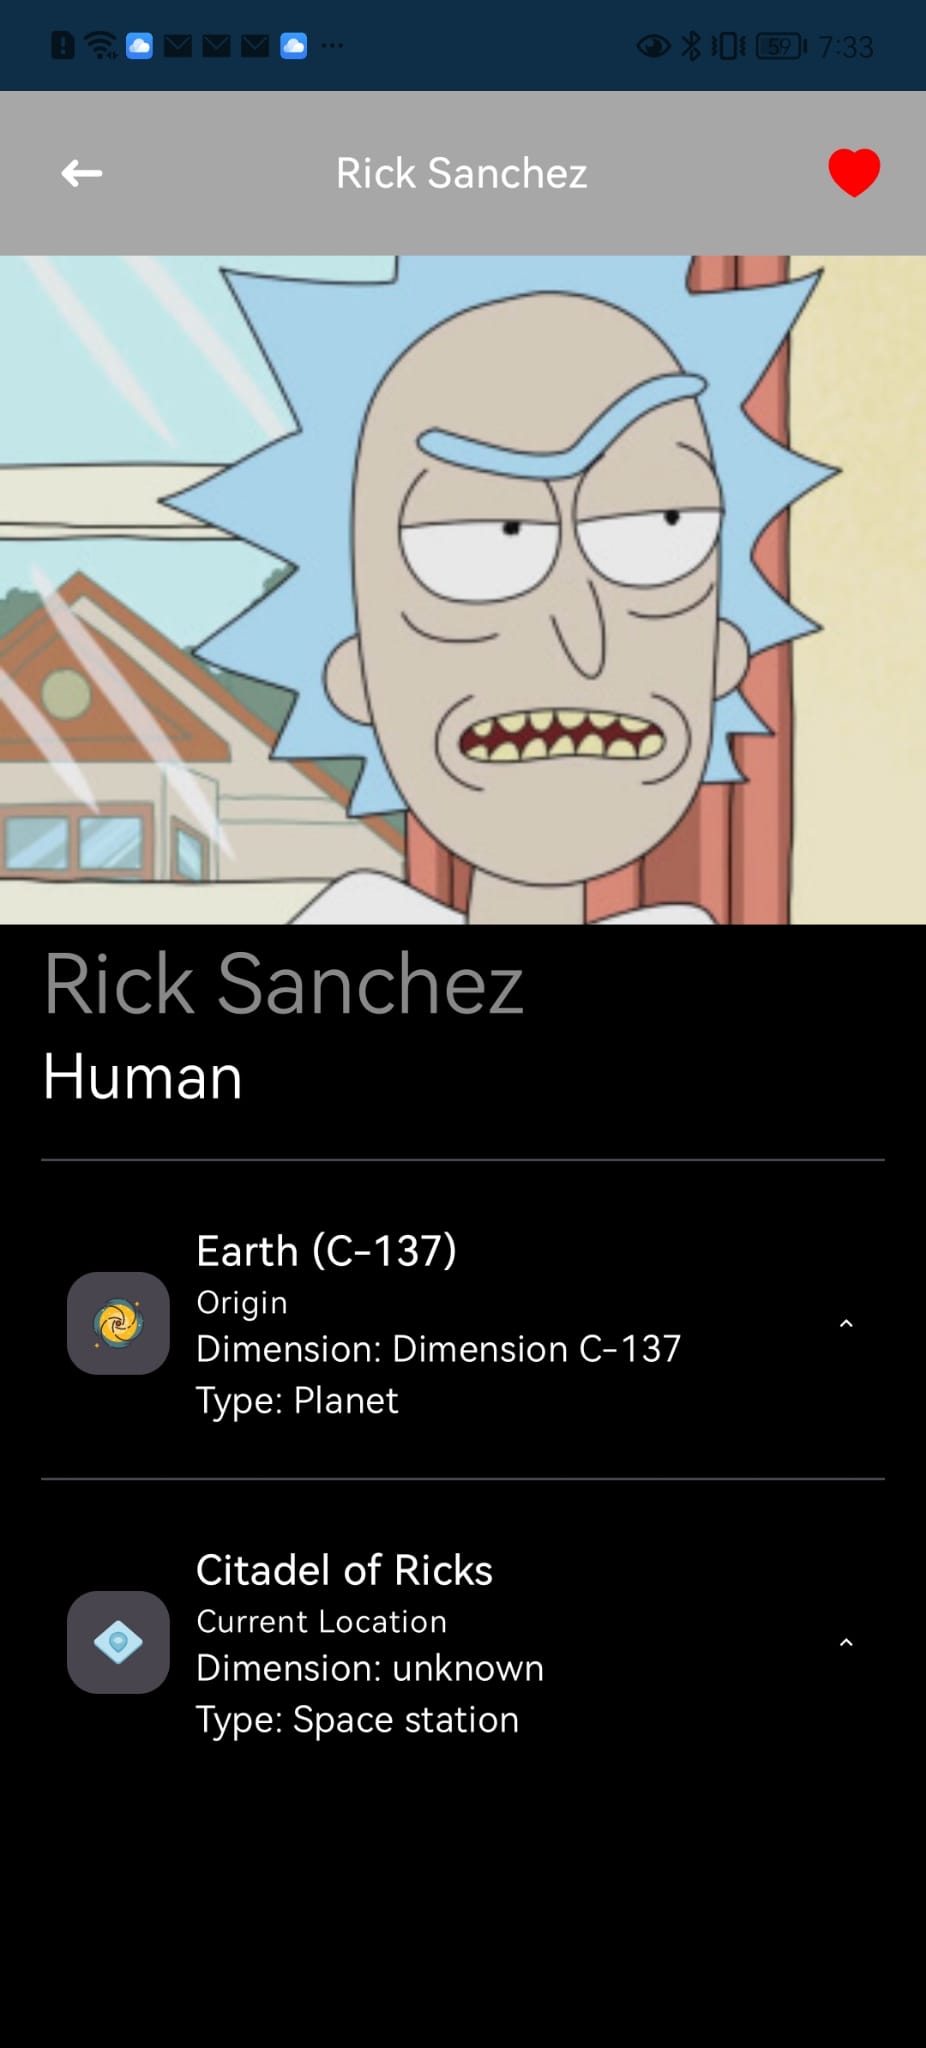 59 7:33
Rick Sanchez
Rick Sanchez
Human
Earth (C-137)
Origin
Dimension: Dimension C-137
Type: Planet
Citadel of Ricks
Current Location
Dimension: unknown
Type: Space station